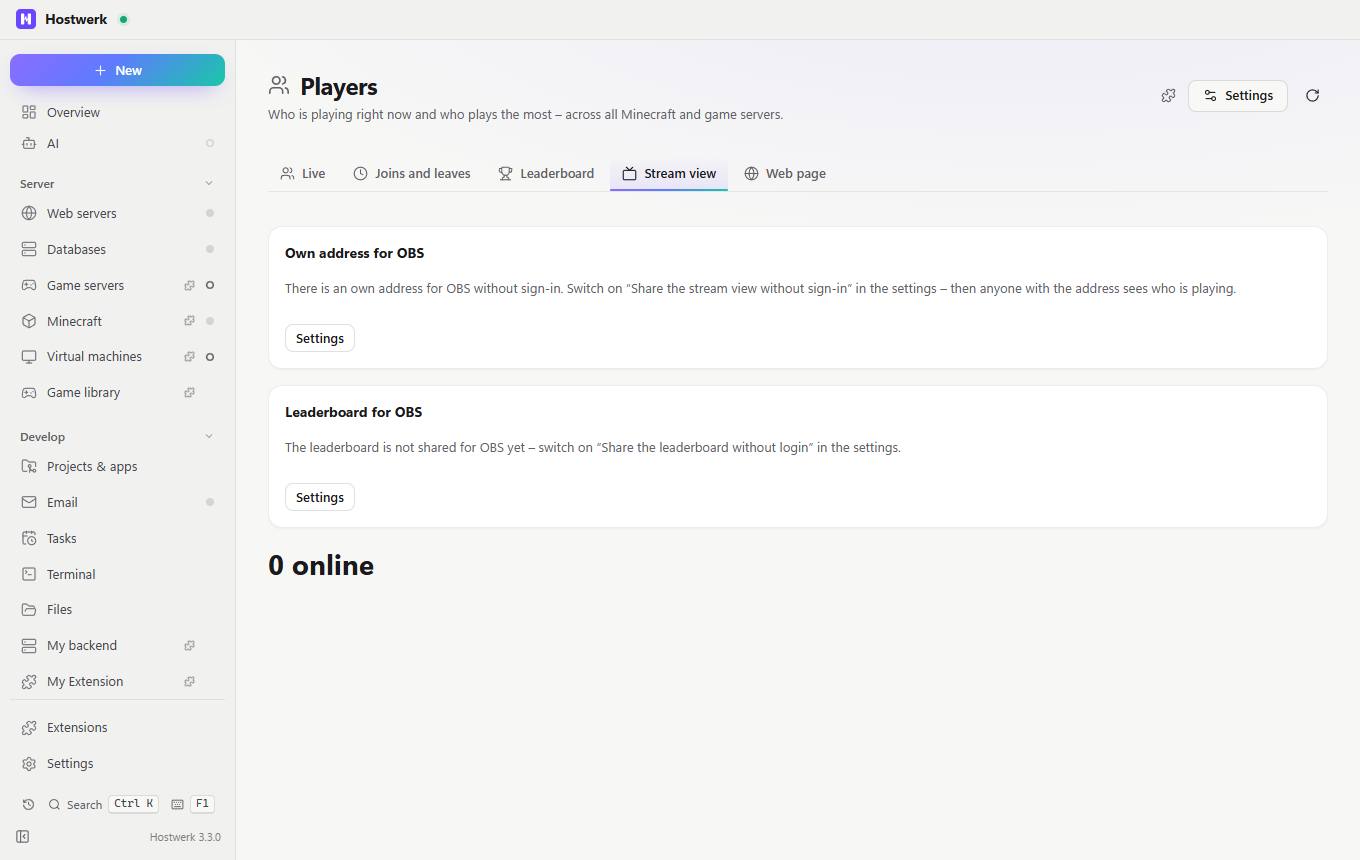 Hostwerk
New
Overview
AI
Server
Web servers
Databases
Game servers
Minecraft
Virtual machines
Game library
Develop
Projects & apps
Email
Tasks
Terminal
Files
My backend
My Extension
Extensions
Settings
Search Ctrl K F1
Hostwerk 3.3.0
Players
Who is playing right now and who plays the most – across all Minecraft and game servers.
Settings
Live Joins and leaves Leaderboard Stream view Web page
Own address for OBS
There is an own address for OBS without sign-in. Switch on “Share the stream view without sign-in” in the settings – then anyone with the address sees who is playing.
Settings
Leaderboard for OBS
The leaderboard is not shared for OBS yet – switch on “Share the leaderboard without login” in the settings.
Settings
0 online